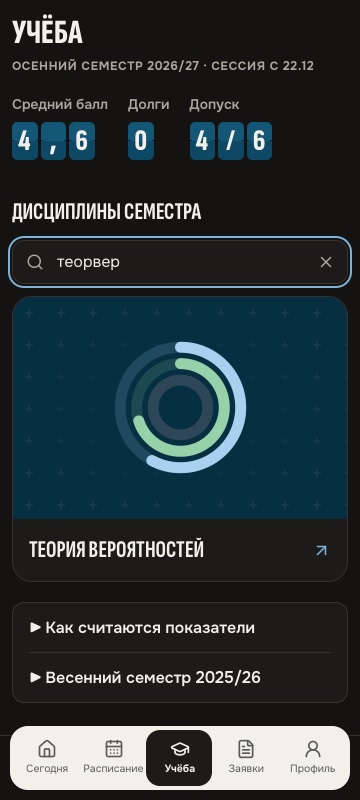 УЧЁБА
ОСЕННИЙ СЕМЕСТР 2026/27 · СЕССИЯ С 22.12
Средний балл Долги Допуск
4,6 0 4/6
ДИСЦИПЛИНЫ СЕМЕСТРА
теорвер
ТЕОРИЯ ВЕРОЯТНОСТЕЙ
Как считаются показатели
Весенний семестр 2025/26
Сегодня Расписание Учёба Заявки Профиль